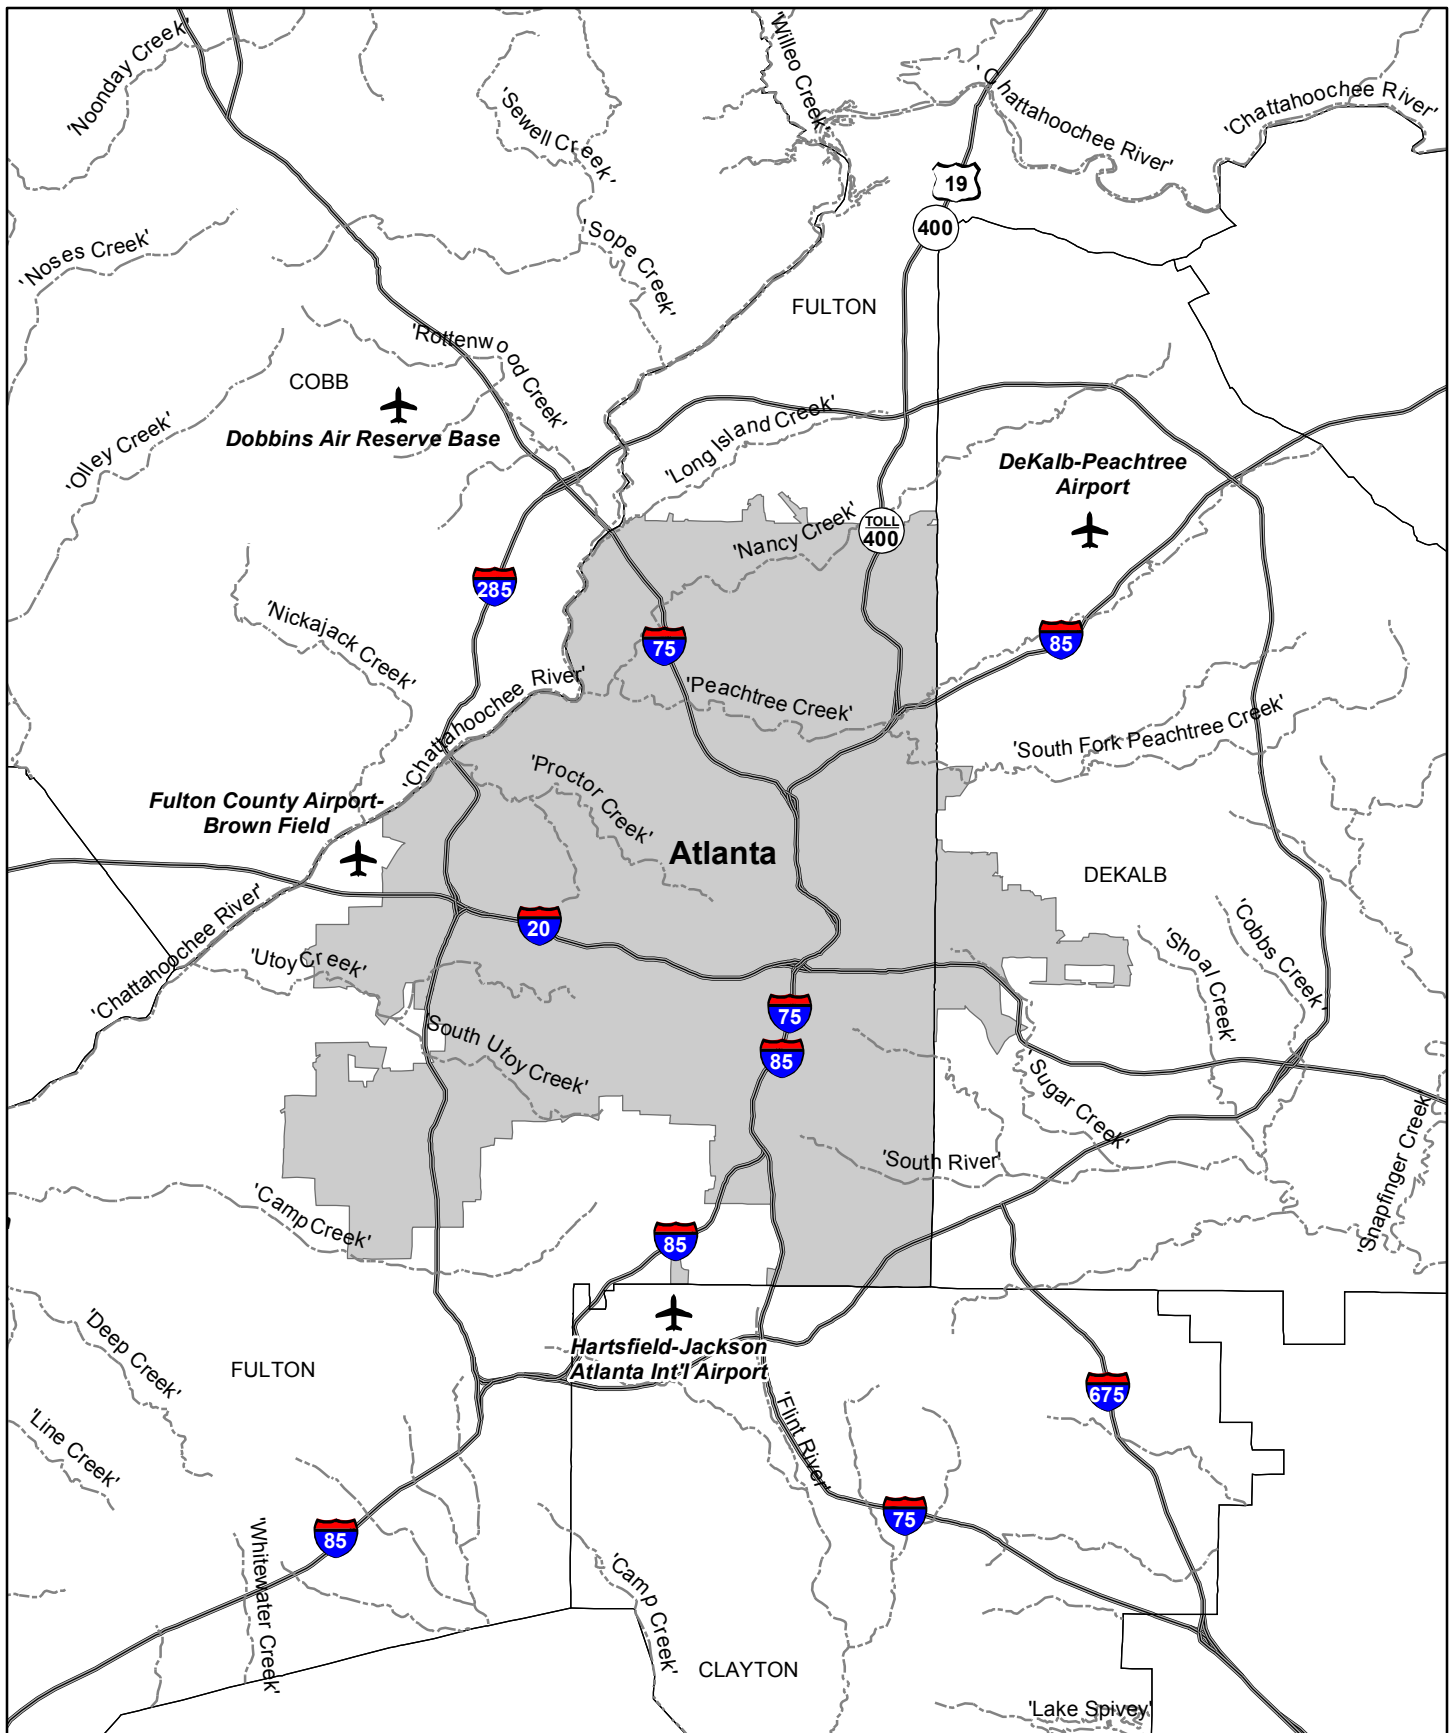 'Noonday Creek'
'Willeo Creek'
'Sewell Creek'
'Chattahoochee River'
'Chattahoochee River'
19
400
'Noses Creek'
'Sope Creek'
FULTON
'Rottenwood Creek'
COBB
Dobbins Air Reserve Base
'Long Island Creek'
'Olley Creek'
DeKalb-Peachtree
Airport
'Nancy Creek'
TOLL
400
285
'Nickajack Creek'
75
85
'Chattahoochee River'
'Peachtree Creek'
'South Fork Peachtree Creek'
'Proctor Creek'
Fulton County Airport-
Brown Field
Atlanta
DEKALB
20
'Chattahoochee River'
'Utoy Creek'
'Shoal Creek'
'Cobbs Creek'
75
'South Utoy Creek'
85
'Sugar Creek'
'South River'
'Snapfinger Creek'
'Camp Creek'
85
Hartsfield-Jackson
Atlanta Int'l Airport
'Deep Creek'
FULTON
675
'Line Creek'
'Flint River'
75
85
'Whitewater Creek'
'Camp Creek'
CLAYTON
'Lake Spivey'